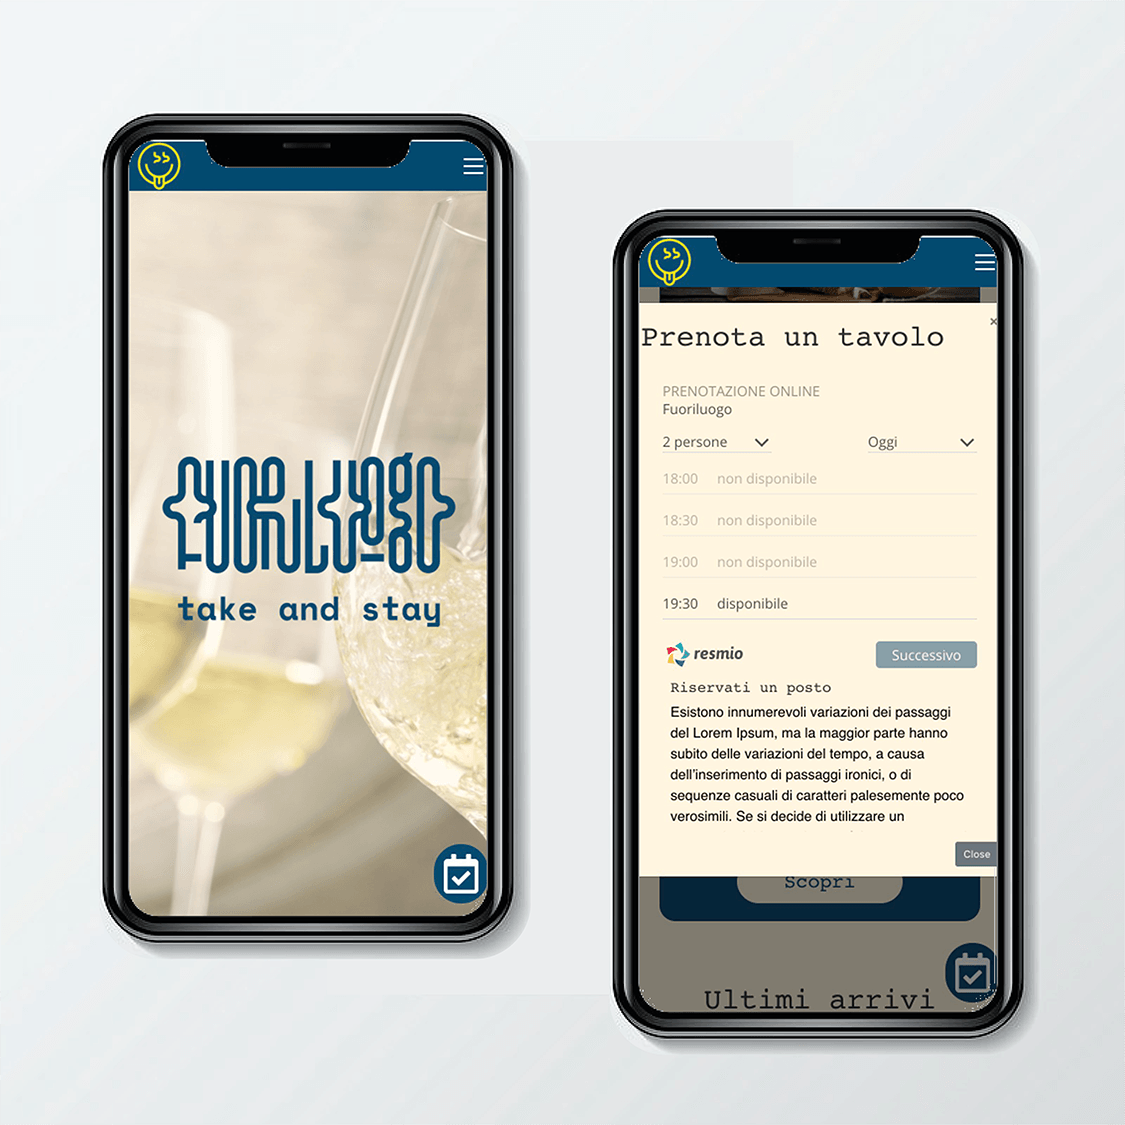 FUORILUOGO
take and stay
Prenota un tavolo
×
PRENOTAZIONE ONLINE
Fuoriluogo
2 persone
Oggi
18:00 non disponibile
18:30 non disponibile
19:00 non disponibile
19:30 disponibile
resmio
Successivo
Riservati un posto
Esistono innumerevoli variazioni dei passaggi
del Lorem Ipsum, ma la maggior parte hanno
subito delle variazioni del tempo, a causa
dell'inserimento di passaggi ironici, o di
sequenze casuali di caratteri palesemente poco
verosimili. Se si decide di utilizzare un
Close
Scopri
Ultimi arrivi